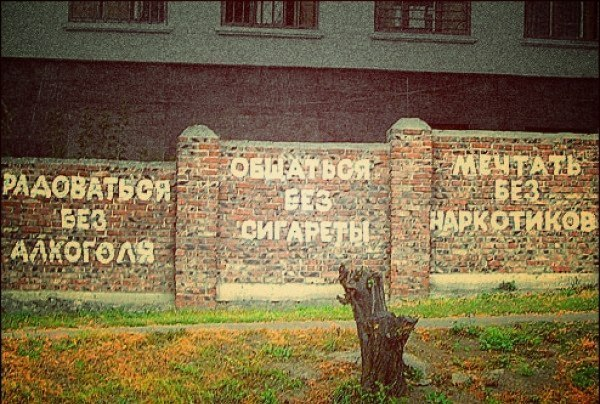 РАДОВАТЬСЯ
БЕЗ
АЛКОГОЛЯ
ОБЩАТЬСЯ
БЕЗ
СИГАРЕТЫ
МЕЧТАТЬ
БЕЗ
НАРКОТИКОВ